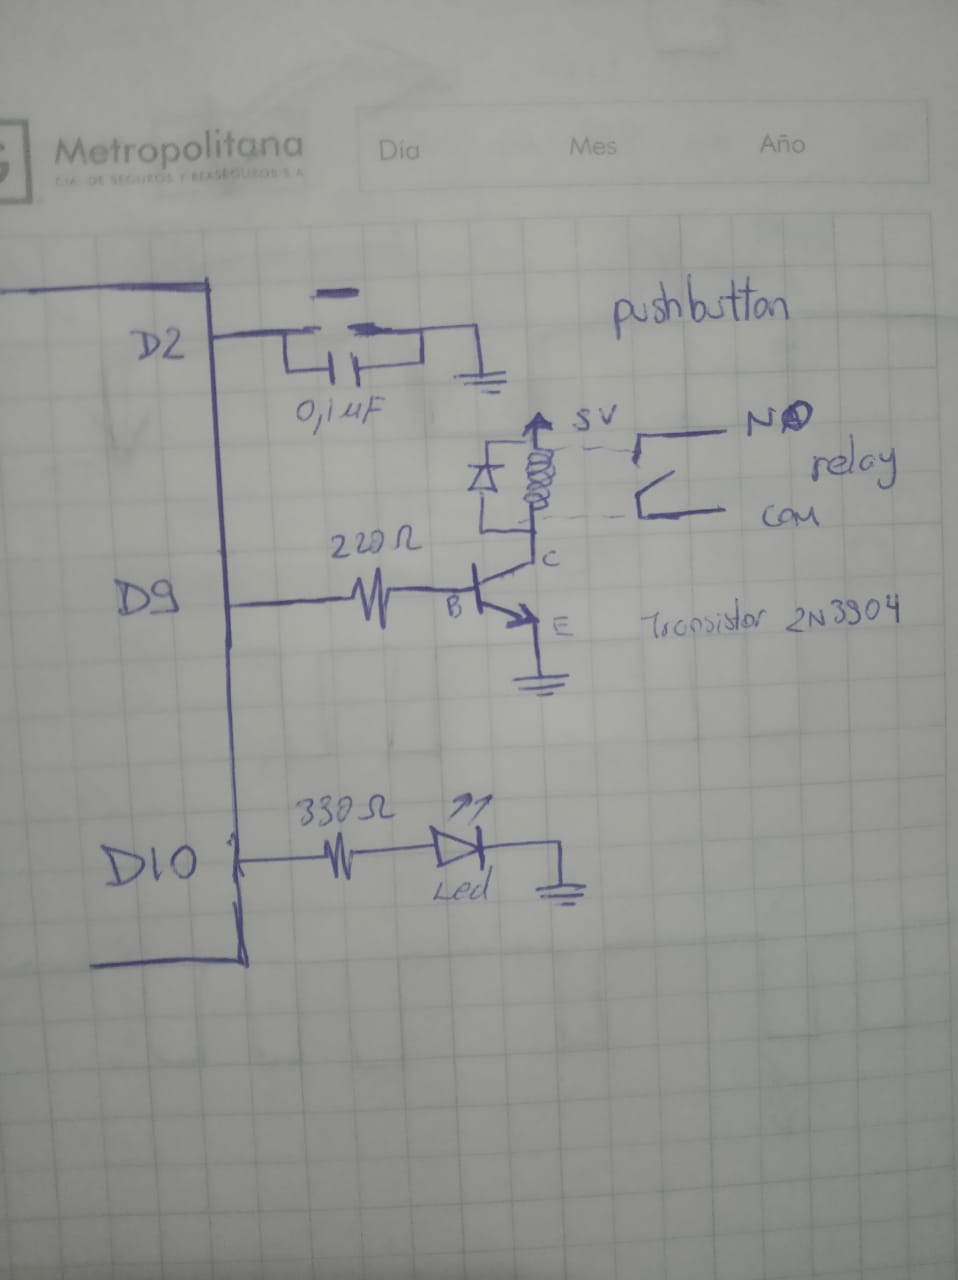 Metropolitana
CIA. DE SEGUROS Y REASEGUROS S.A.
Día Mes Año
pushbutton
D2
0,1 µF
5V
NO
relay
COM
220 Ω
C
D9
B
E
Transistor 2N3904
330 Ω
D10
Led